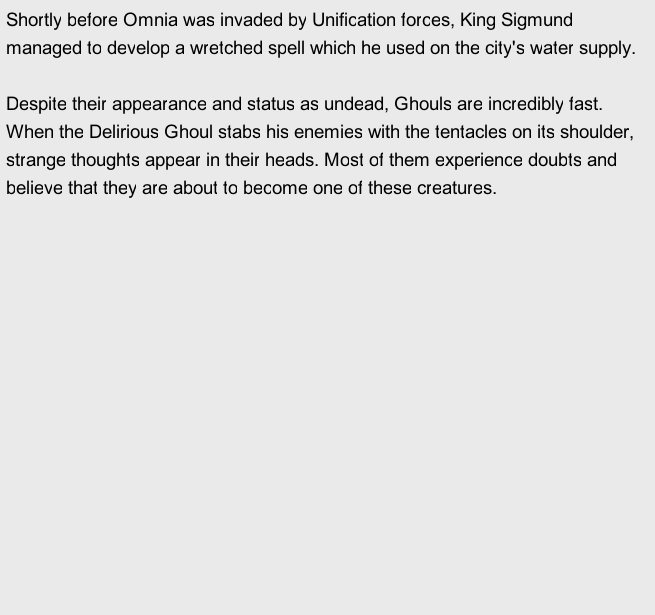 Shortly before Omnia was invaded by Unification forces, King Sigmund
managed to develop a wretched spell which he used on the city's water supply.
Despite their appearance and status as undead, Ghouls are incredibly fast.
When the Delirious Ghoul stabs his enemies with the tentacles on its shoulder,
strange thoughts appear in their heads. Most of them experience doubts and
believe that they are about to become one of these creatures.